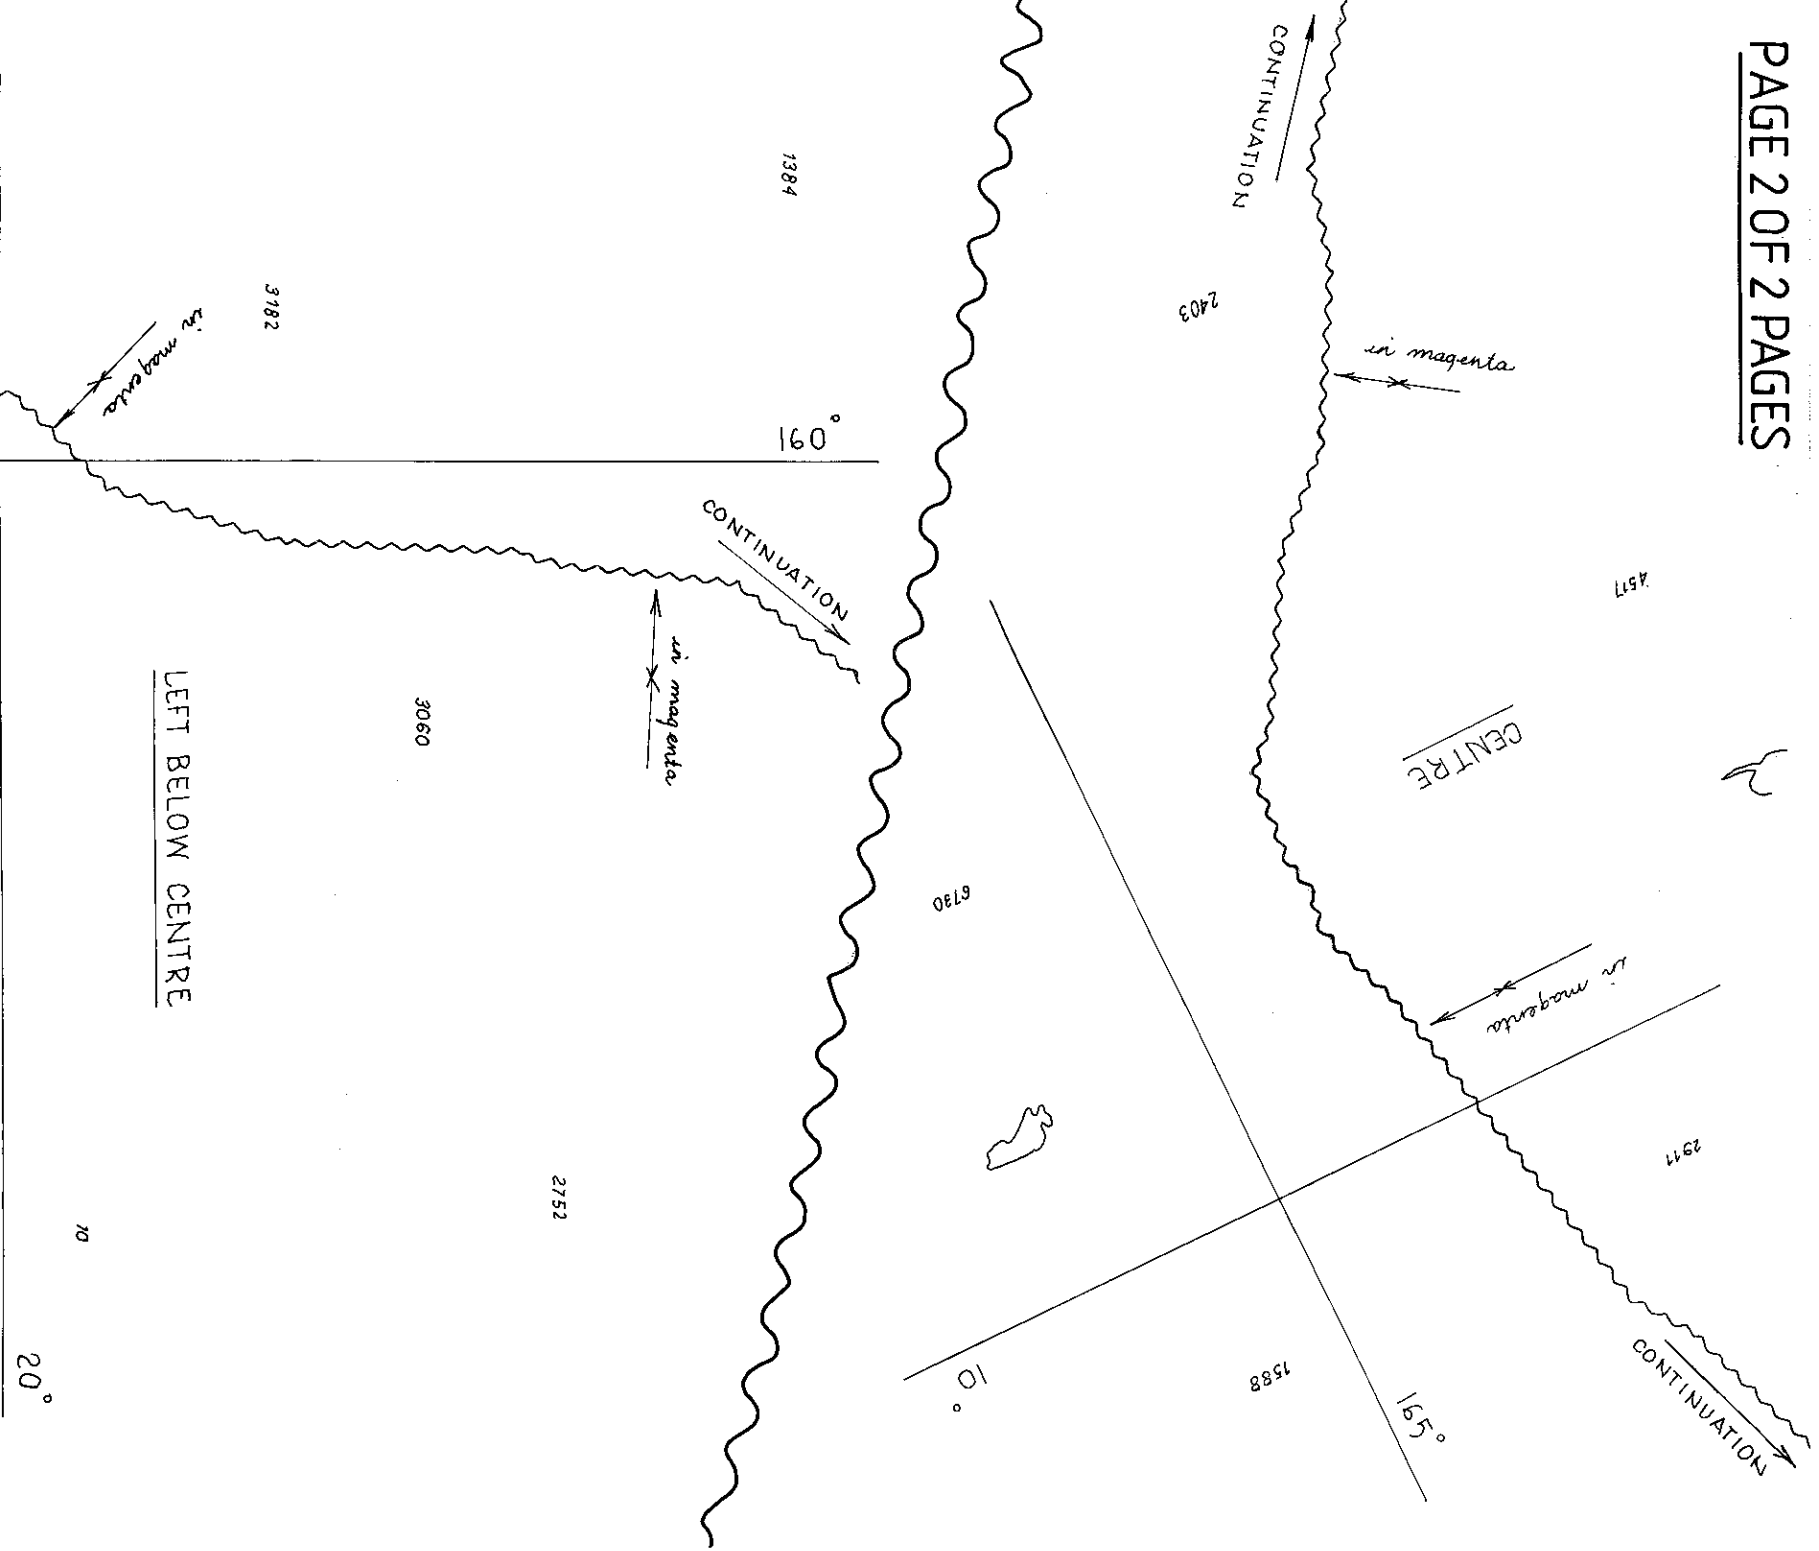 PAGE 2 OF 2 PAGES
CONTINUATION
in magenta
2403
4517
CENTRE
in magenta
2911
CONTINUATION
165°
10°
1588
6730
1384
3182
in magenta
160°
CONTINUATION
in magenta
3060
LEFT BELOW CENTRE
2752
10
20°